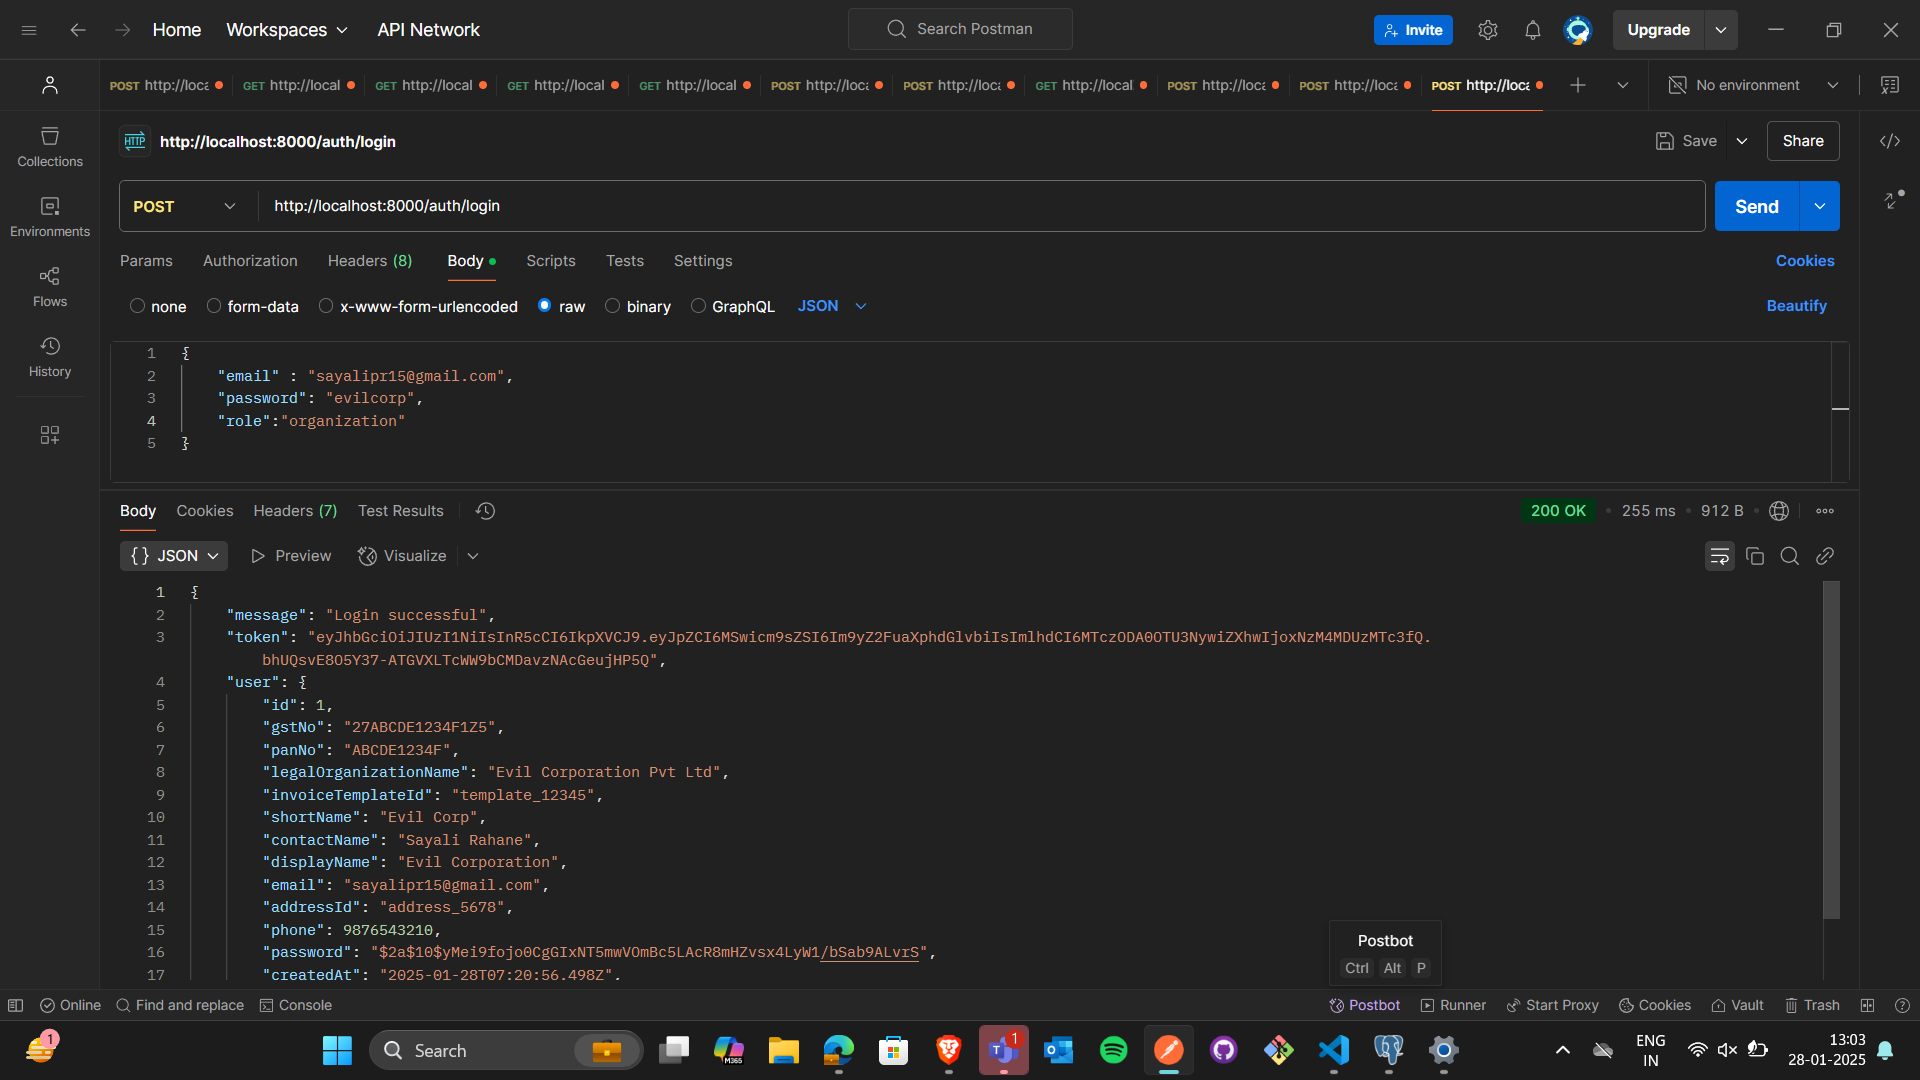 Home Workspaces API Network Search Postman Invite Upgrade
POST http://loca GET http://local GET http://local GET http://local GET http://local POST http://loca POST http://loca GET http://local POST http://loca POST http://loca POST http://loca No environment
HTTP http://localhost:8000/auth/login Save Share
Collections
Environments
Flows
History
POST http://localhost:8000/auth/login Send
Params Authorization Headers (8) Body Scripts Tests Settings Cookies
none form-data x-www-form-urlencoded raw binary GraphQL JSON Beautify
1 {
2 "email" : "sayalipr15@gmail.com",
3 "password": "evilcorp",
4 "role":"organization"
5 }
Body Cookies Headers (7) Test Results 200 OK 255 ms 912 B
{} JSON Preview Visualize
1 {
2 "message": "Login successful",
3 "token": "eyJhbGciOiJIUzI1NiIsInR5cCI6IkpXVCJ9.eyJpZCI6MSwicm9sZSI6Im9yZ2FuaXphdGlvbiIsImlhdCI6MTczODA0OTU3NywiZXhwIjoxNzM4MDUzMTc3fQ.
bhUQsvE8O5Y37-ATGVXLTcWW9bCMDavzNAcGeujHP5Q",
4 "user": {
5 "id": 1,
6 "gstNo": "27ABCDE1234F1Z5",
7 "panNo": "ABCDE1234F",
8 "legalOrganizationName": "Evil Corporation Pvt Ltd",
9 "invoiceTemplateId": "template_12345",
10 "shortName": "Evil Corp",
11 "contactName": "Sayali Rahane",
12 "displayName": "Evil Corporation",
13 "email": "sayalipr15@gmail.com",
14 "addressId": "address_5678",
15 "phone": 9876543210,
16 "password": "$2a$10$yMei9fojo0CgGIxNT5mwVOmBc5LAcR8mHZvsx4LyW1/bSab9ALvrS",
17 "createdAt": "2025-01-28T07:20:56.498Z",
Postbot
Ctrl Alt P
Online Find and replace Console Postbot Runner Start Proxy Cookies Vault Trash
1 Search M365 1 ENG IN 13:03
28-01-2025